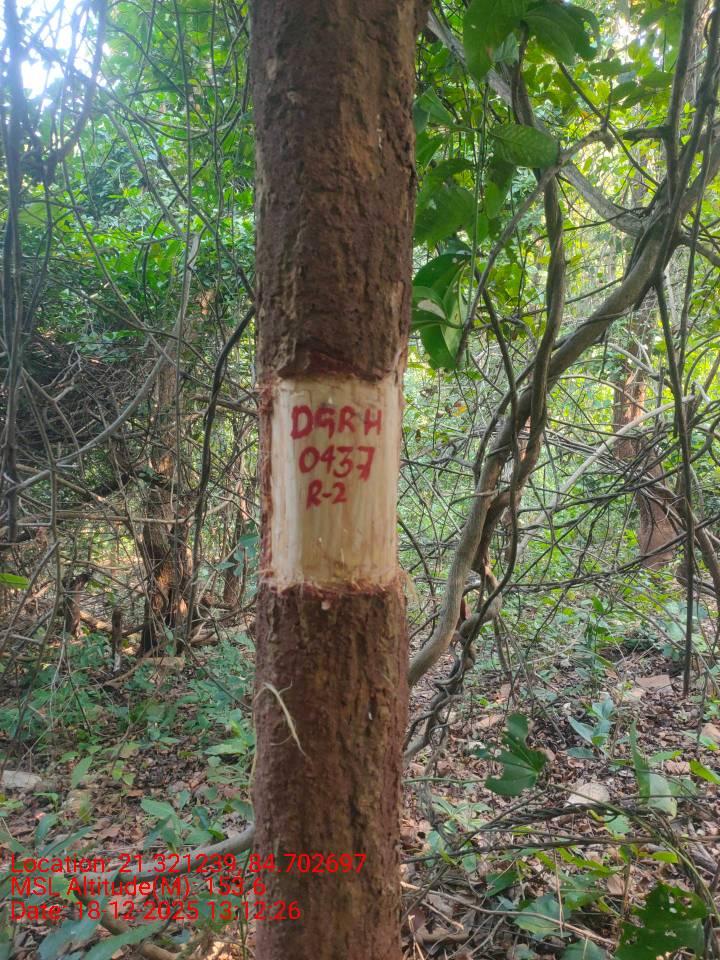 DGRH
0437
R-2
Location: 21.321239, 84.702697
MSL Altitude(M): 153.6
Date: 18-12-2025 13:12:26